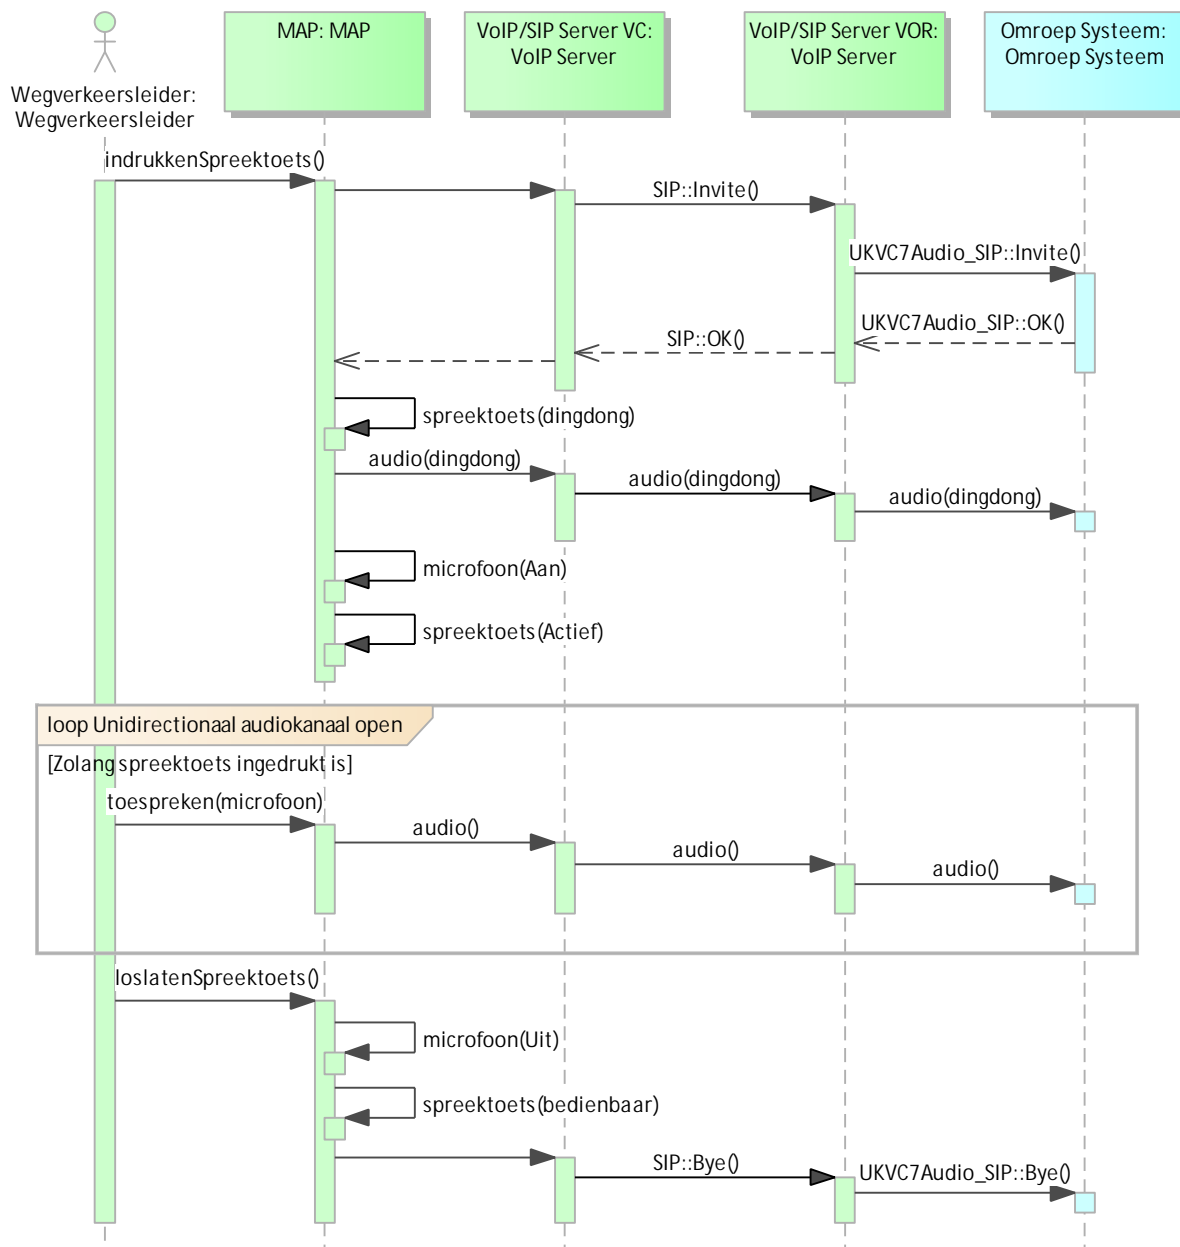 Wegverkeersleider:
Wegverkeersleider
MAP: MAP
VoIP/SIP Server VC:
VoIP Server
VoIP/SIP Server VOR:
VoIP Server
Omroep Systeem:
Omroep Systeem
indrukkenSpreektoets()
SIP::Invite()
UKVC7Audio_SIP::Invite()
UKVC7Audio_SIP::OK()
SIP::OK()
spreektoets(dingdong)
audio(dingdong)
audio(dingdong)
audio(dingdong)
microfoon(Aan)
spreektoets(Actief)
loop Unidirectionaal audiokanaal open
[Zolang spreektoets ingedrukt is]
toespreken(microfoon)
audio()
audio()
audio()
loslatenSpreektoets()
microfoon(Uit)
spreektoets(bedienbaar)
SIP::Bye()
UKVC7Audio_SIP::Bye()